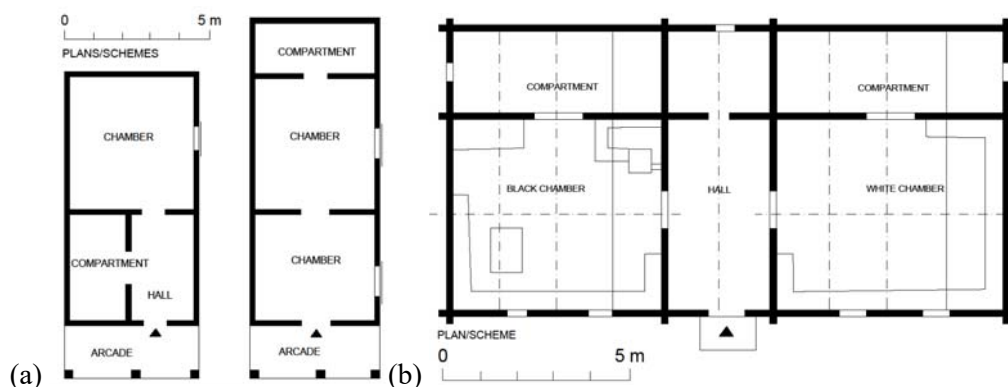 0 5 m
PLANS/SCHEMES
CHAMBER
COMPARTMENT
HALL
ARCADE
COMPARTMENT
CHAMBER
CHAMBER
ARCADE
(a)
COMPARTMENT
COMPARTMENT
BLACK CHAMBER
HALL
WHITE CHAMBER
PLAN/SCHEME
0 5 m
(b)